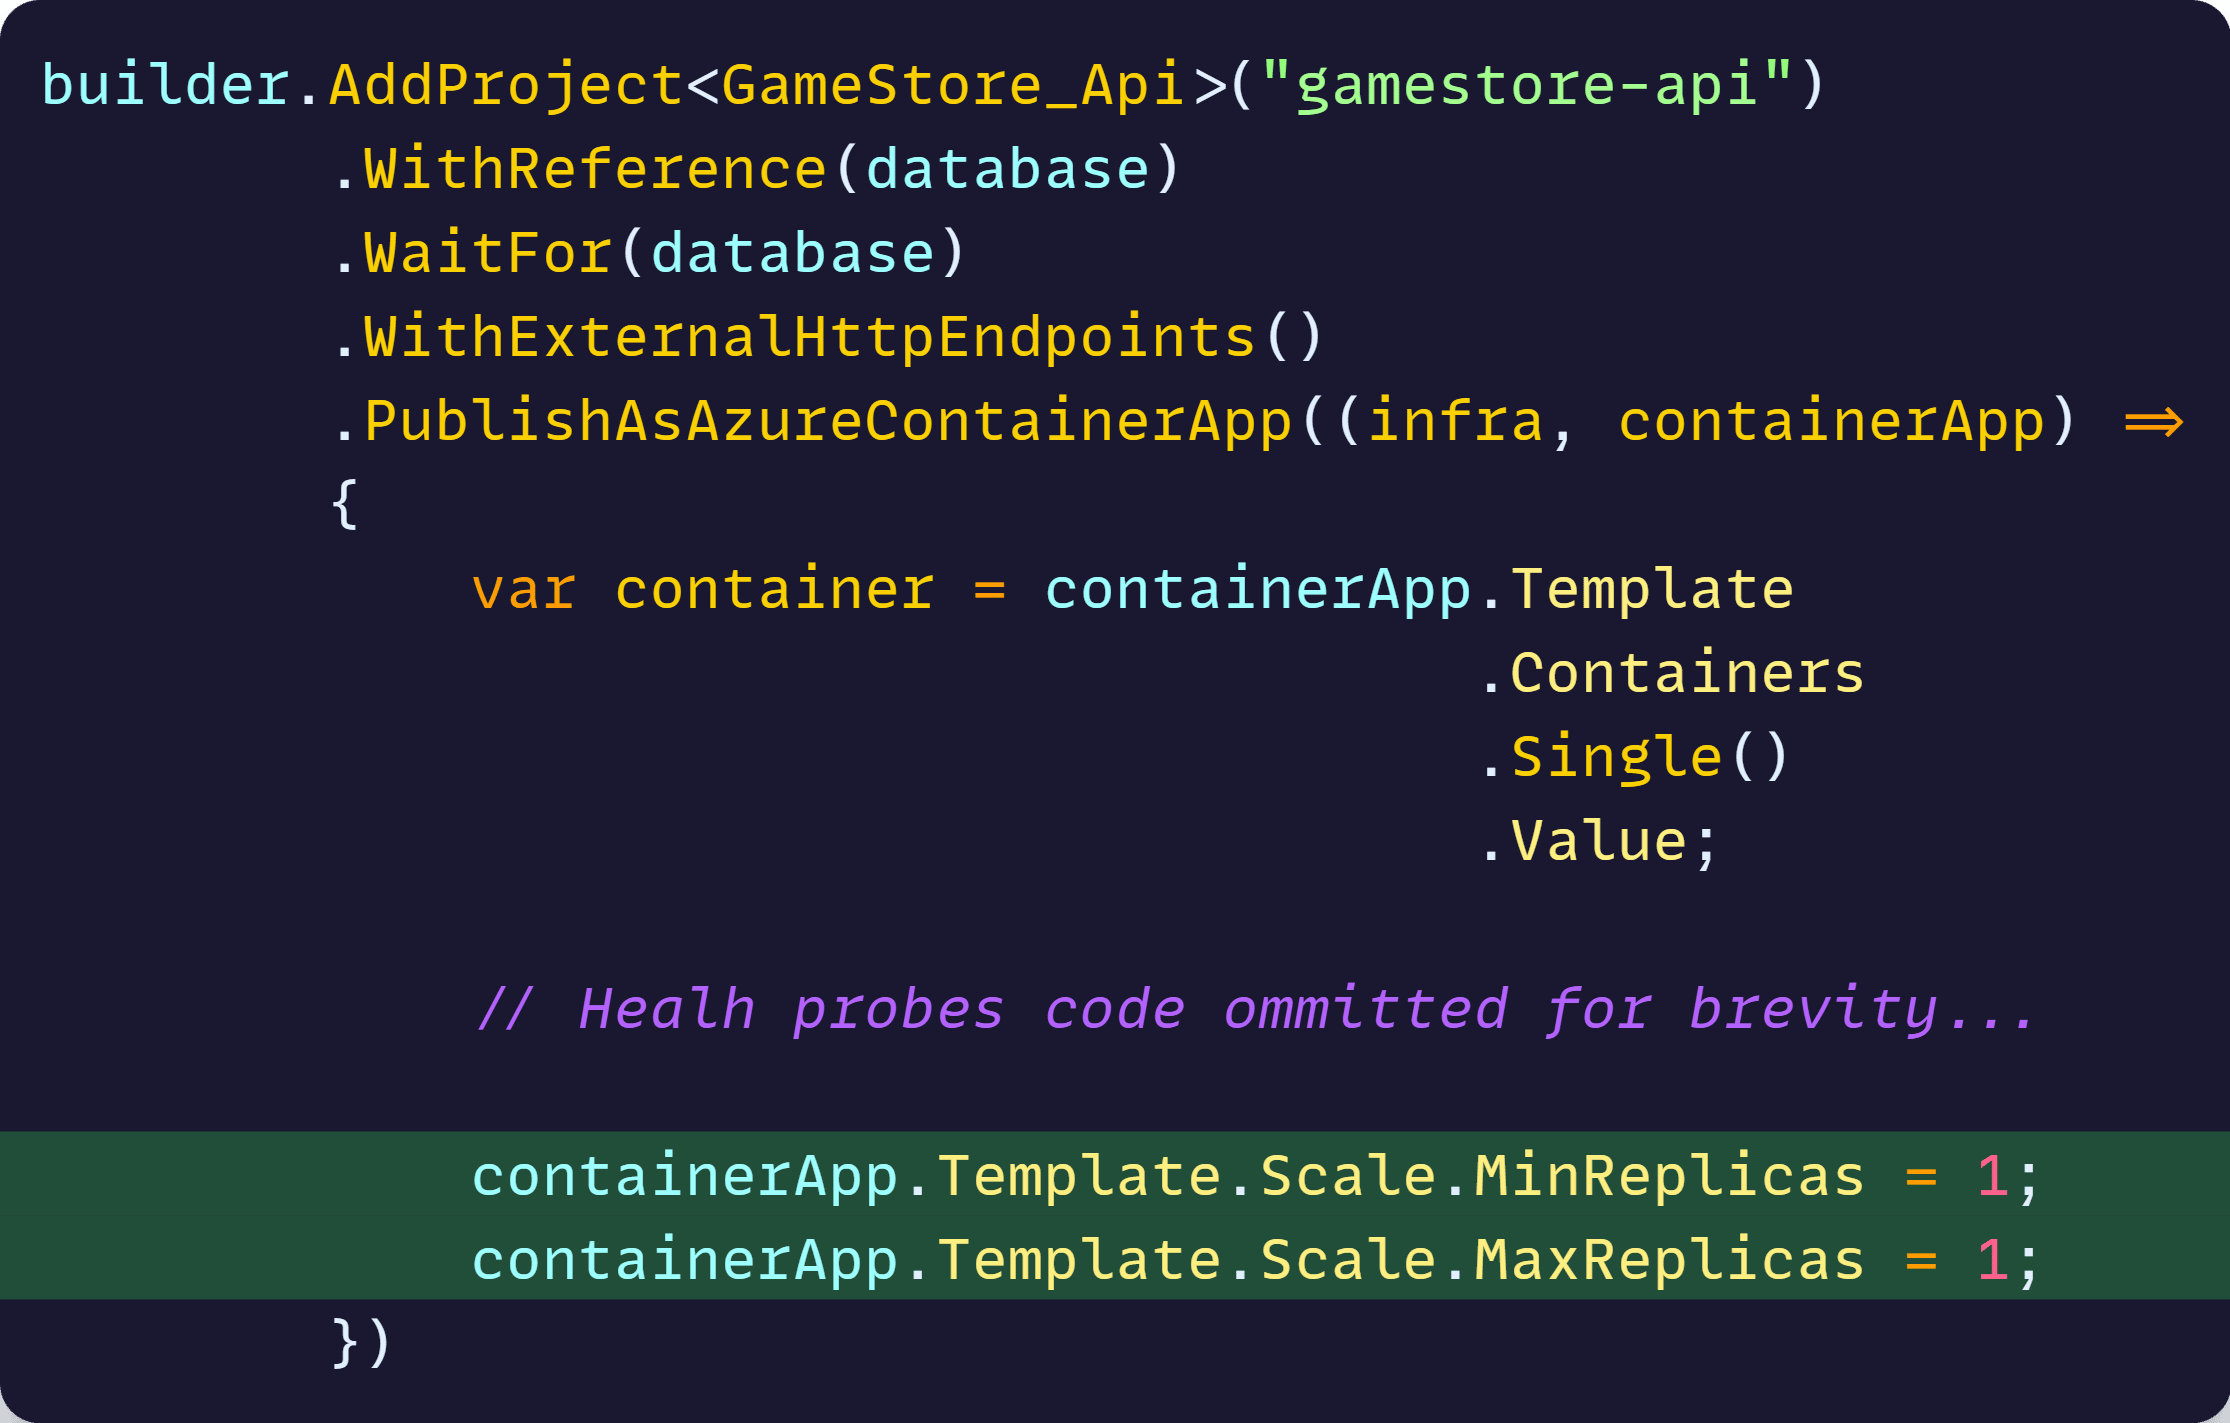 builder.AddProject<GameStore_Api>("gamestore-api")
.WithReference(database)
.WaitFor(database)
.WithExternalHttpEndpoints()
.PublishAsAzureContainerApp((infra, containerApp) =>
{
var container = containerApp.Template
.Containers
.Single()
.Value;
// Healh probes code ommitted for brevity...
containerApp.Template.Scale.MinReplicas = 1;
containerApp.Template.Scale.MaxReplicas = 1;
})